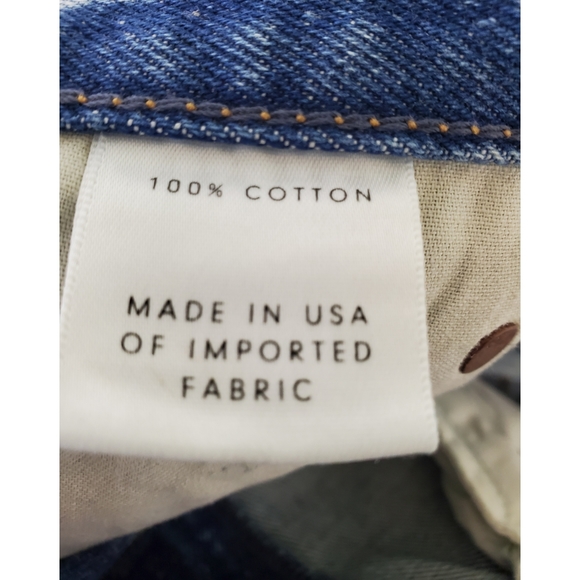 100% COTTON
MADE IN USA
OF IMPORTED
FABRIC